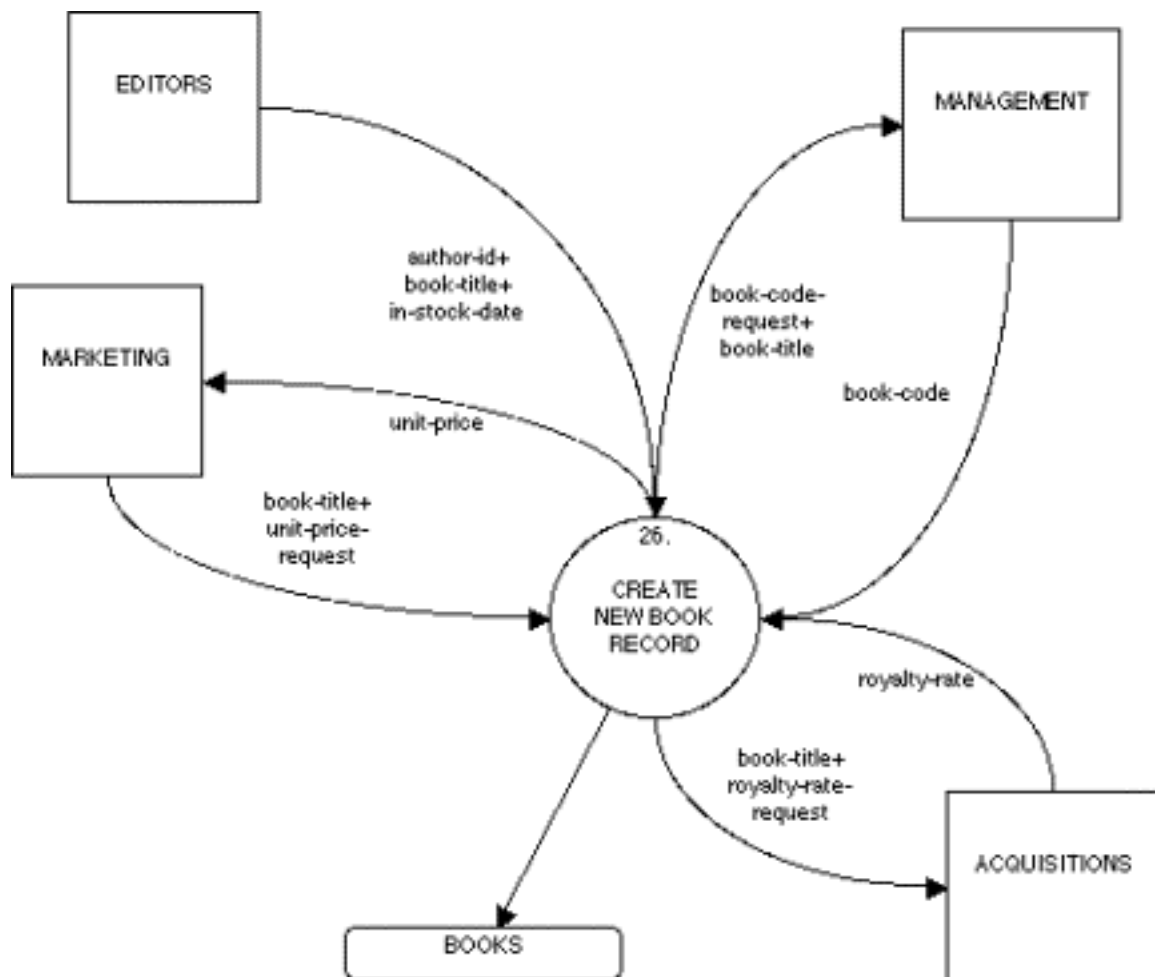 EDITORS
MANAGEMENT
author-id+
book-title+
in-stock-date
book-code-
request+
book-title
MARKETING
book-code
unit-price
book-title+
unit-price-
request
26.
CREATE
NEW BOOK
RECORD
royalty-rate
book-title+
royalty-rate-
request
ACQUISITIONS
BOOKS